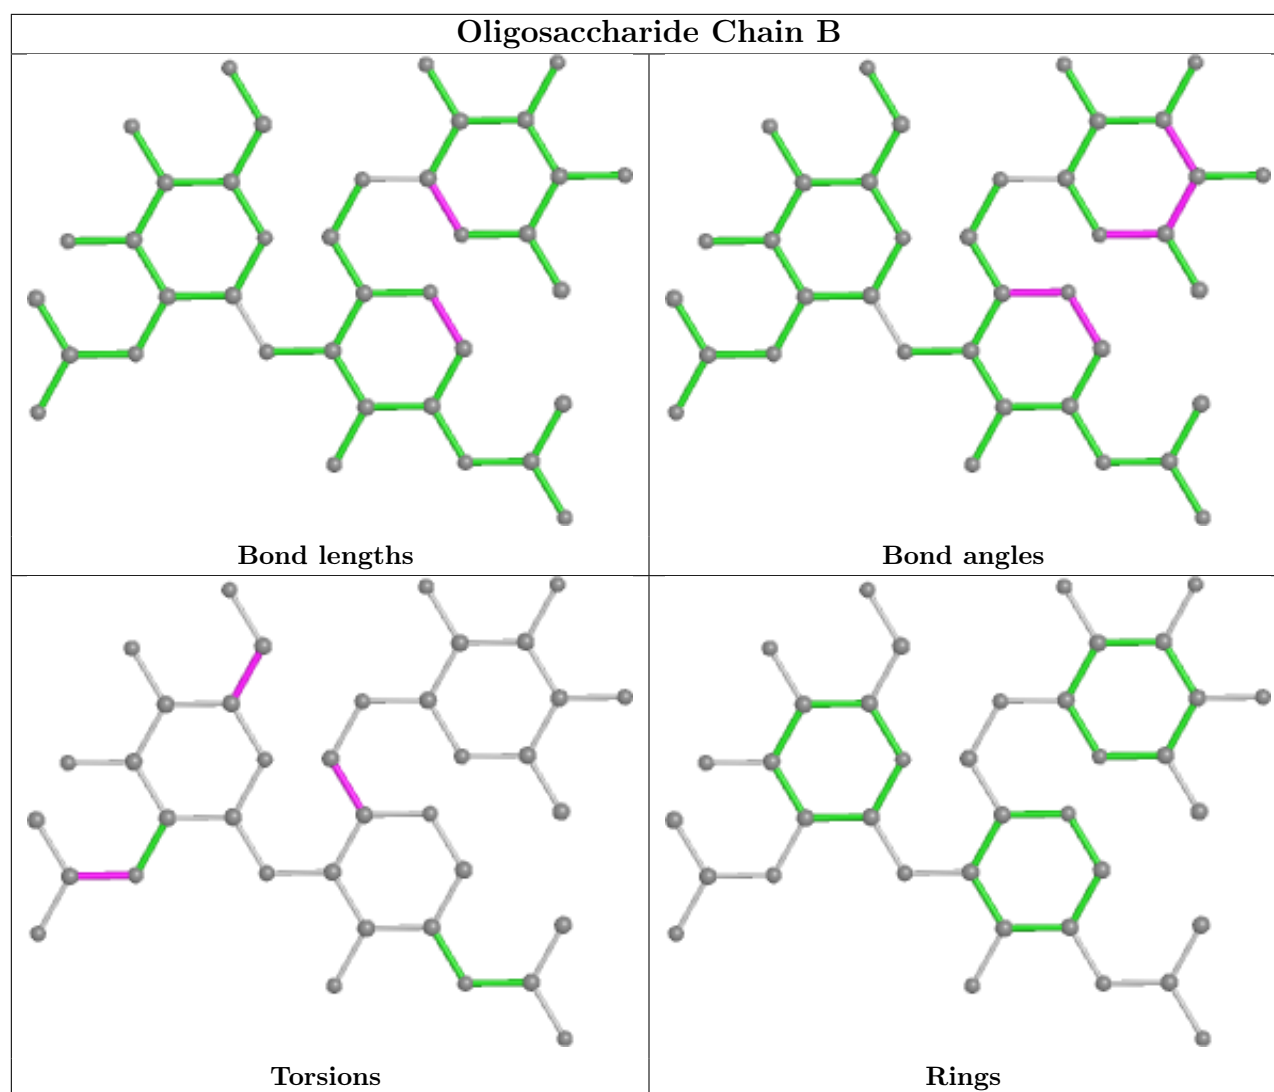 Oligosaccharide Chain B
Bond lengths
Bond angles
Torsions
Rings